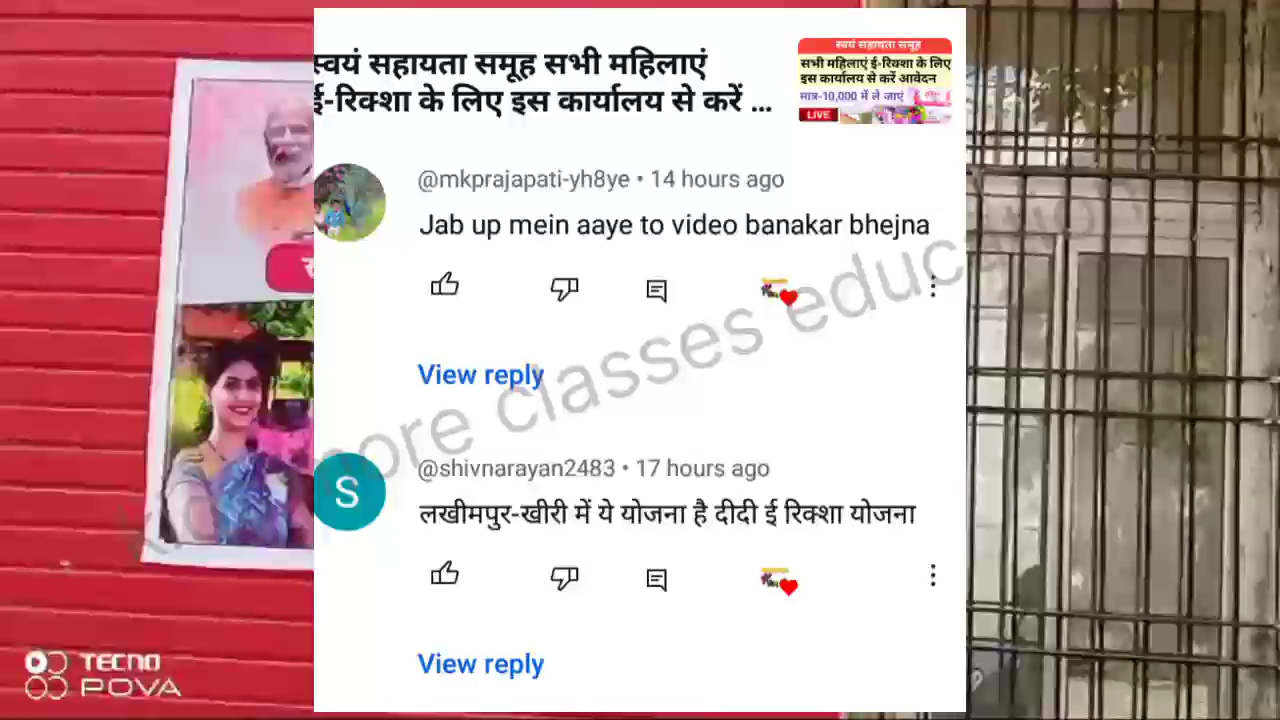 स्वयं सहायता समूह सभी महिलाएं
ई-रिक्शा के लिए इस कार्यालय से करें ...
स्वयं सहायता समूह
सभी महिलाएं ई-रिक्शा के लिए
इस कार्यालय से करें आवेदन
मात्र-10,000 में ले जाएं
LIVE
@mkprajapati-yh8ye • 14 hours ago
Jab up mein aaye to video banakar bhejna
View reply
@shivnarayan2483 • 17 hours ago
S
लखीमपुर-खीरी में ये योजना है दीदी ई रिक्शा योजना
View reply
more classes education
TECNO
POVA